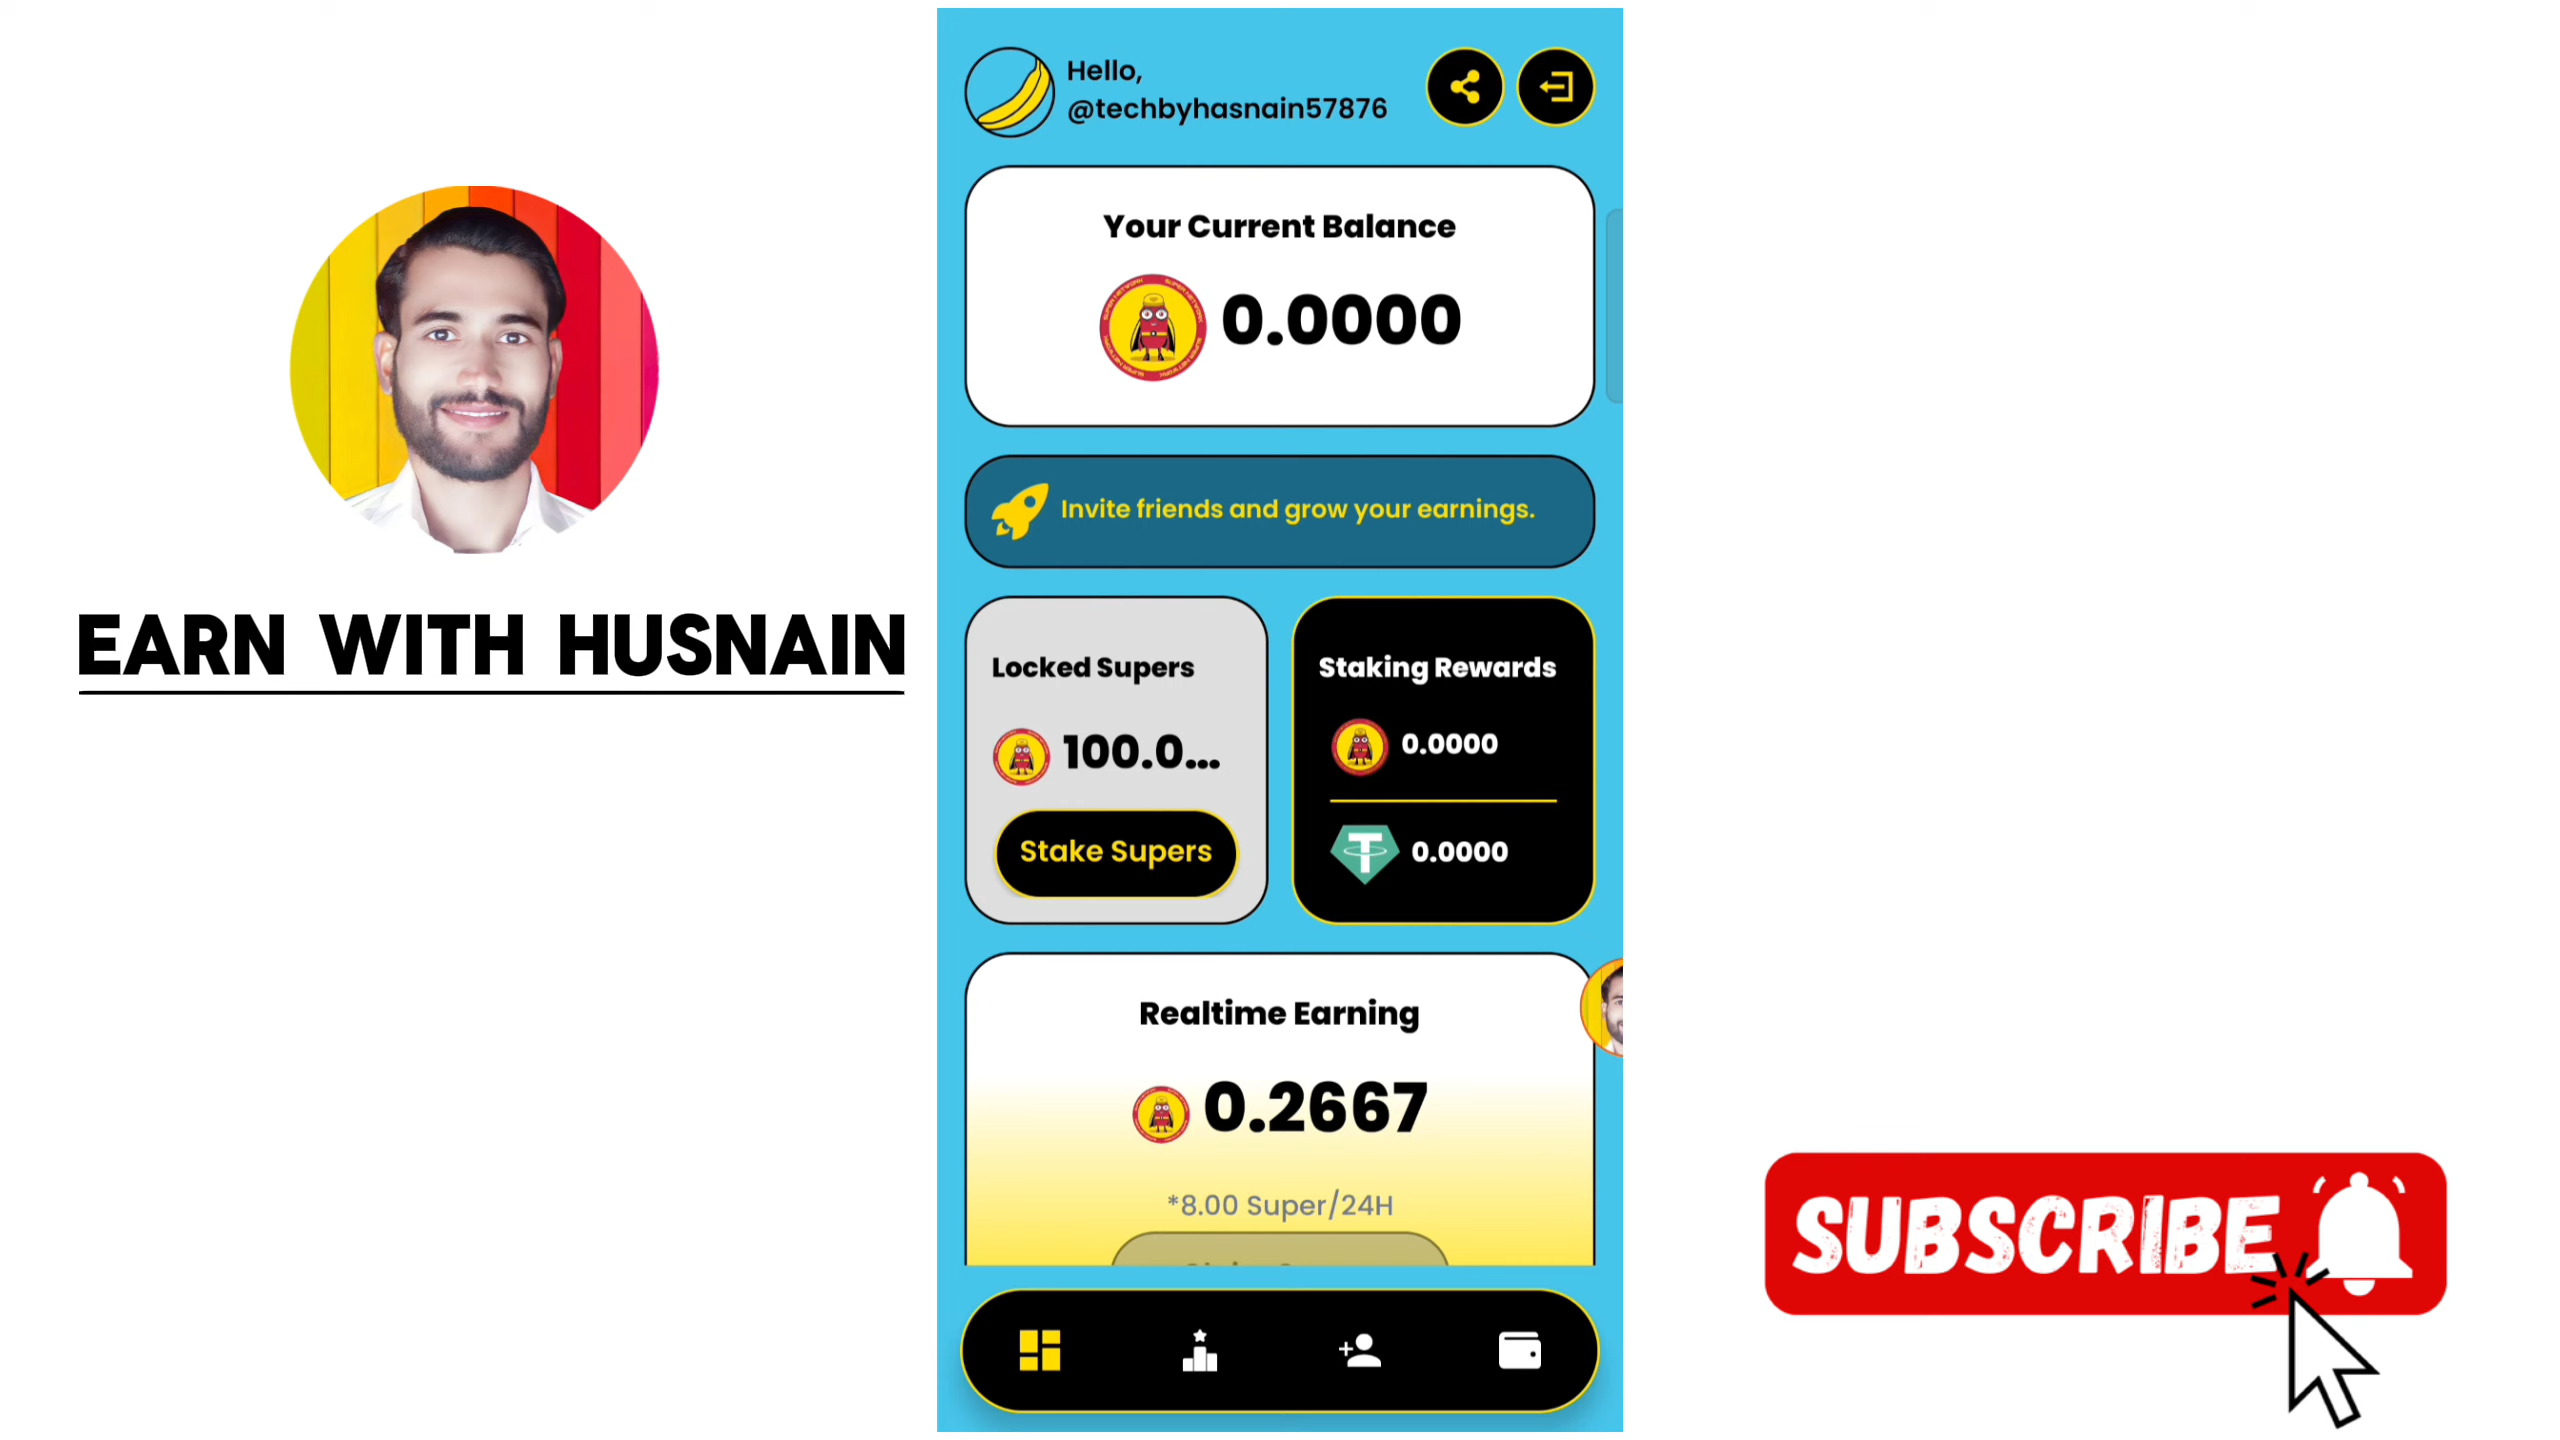 Hello,
@techbyhasnain57876
Your Current Balance
0.0000
Invite friends and grow your earnings.
EARN WITH HUSNAIN
Locked Supers
100.0...
Stake Supers
Staking Rewards
0.0000
0.0000
Realtime Earning
0.2667
*8.00 Super/24H
SUBSCRIBE